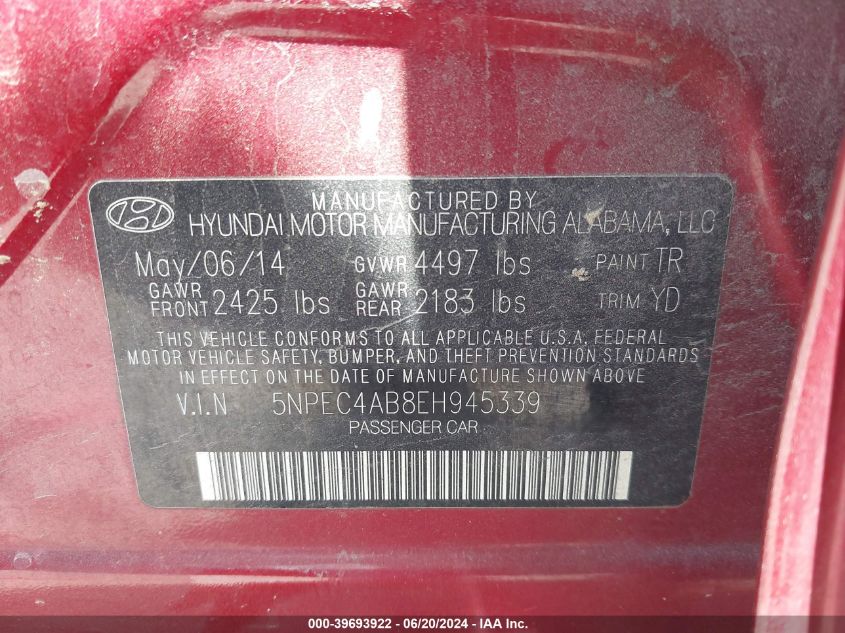 MANUFACTURED BY
HYUNDAI MOTOR MANUFACTURING ALABAMA, LLC
May/06/14 GVWR 4497 lbs PAINT TR
GAWR FRONT 2425 lbs GAWR REAR 2183 lbs TRIM YD
THIS VEHICLE CONFORMS TO ALL APPLICABLE U.S.A. FEDERAL
MOTOR VEHICLE SAFETY, BUMPER, AND THEFT PREVENTION STANDARDS
IN EFFECT ON THE DATE OF MANUFACTURE SHOWN ABOVE.
V.I.N 5NPEC4AB8EH945339
PASSENGER CAR
000-39693922 - 06/20/2024 - IAA Inc.